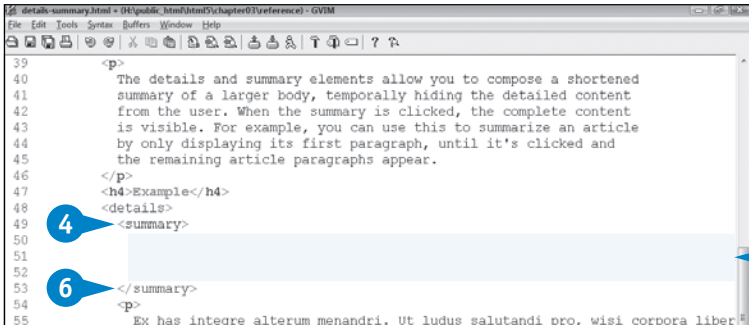 details-summary.html + (H:\public_html\html5\chapter03\reference) - GVIM
File Edit Tools Syntax Buffers Window Help
39 <p>
40 The details and summary elements allow you to compose a shortened
41 summary of a larger body, temporally hiding the detailed content
42 from the user. When the summary is clicked, the complete content
43 is visible. For example, you can use this to summarize an article
44 by only displaying its first paragraph, until it's clicked and
45 the remaining article paragraphs appear.
46 </p>
47 <h4>Example</h4>
48 <details>
49 4 <summary>
50
51
52
53 6 </summary>
54 <p>
55 Ex has integre alterum menandri. Ut ludus salutandi pro, wisi corpora liber